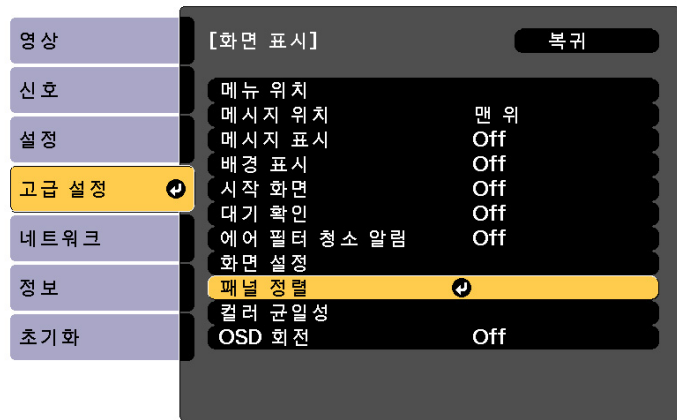 영상
신호
설정
고급 설정
네트워크
정보
초기화
[화면 표시] 복귀
메뉴 위치
메시지 위치 맨 위
메시지 표시 Off
배경 표시 Off
시작 화면 Off
대기 확인 Off
에어 필터 청소 알림 Off
화면 설정
패널 정렬
컬러 균일성
OSD 회전 Off